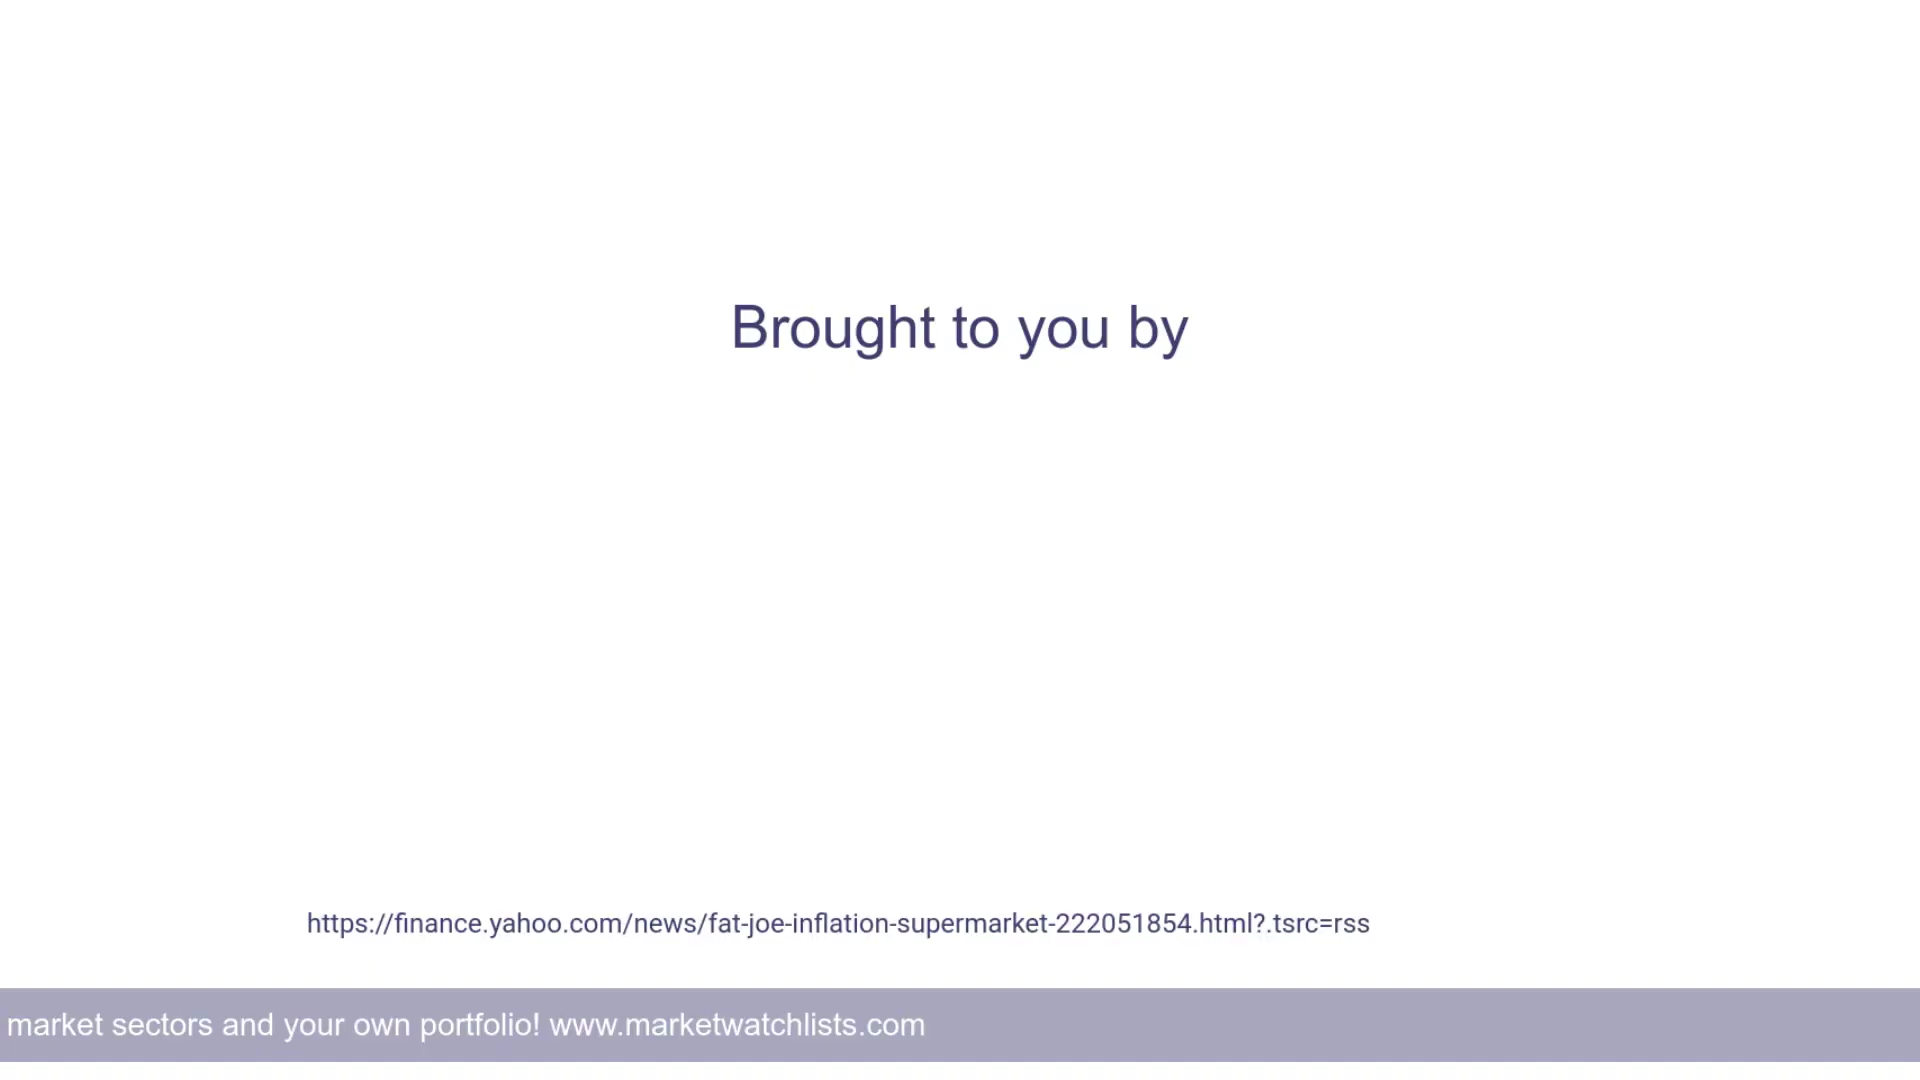 Brought to you by
https://finance.yahoo.com/news/fat-joe-inflation-supermarket-222051854.html?.tsrc=rss
market sectors and your own portfolio! www.marketwatchlists.com